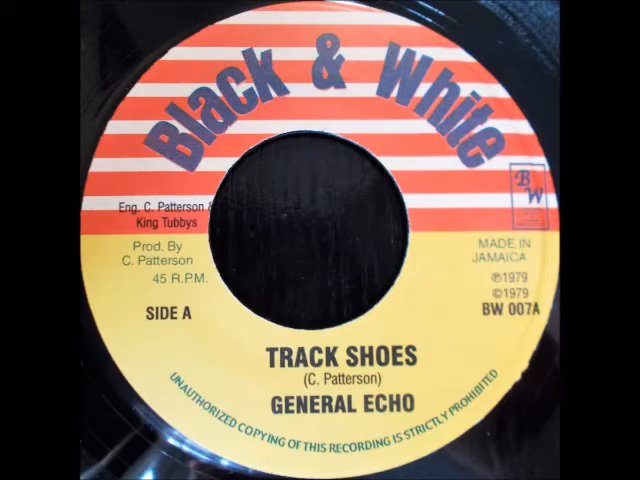 Black & White
B
W
Eng. C. Patterson &
King Tubbys
Prod. By
C. Patterson
45 R.P.M.
SIDE A
MADE IN
JAMAICA
℗1979
©1979
BW 007A
TRACK SHOES
(C. Patterson)
GENERAL ECHO
UNAUTHORIZED COPYING OF THIS RECORDING IS STRICTLY PROHIBITED